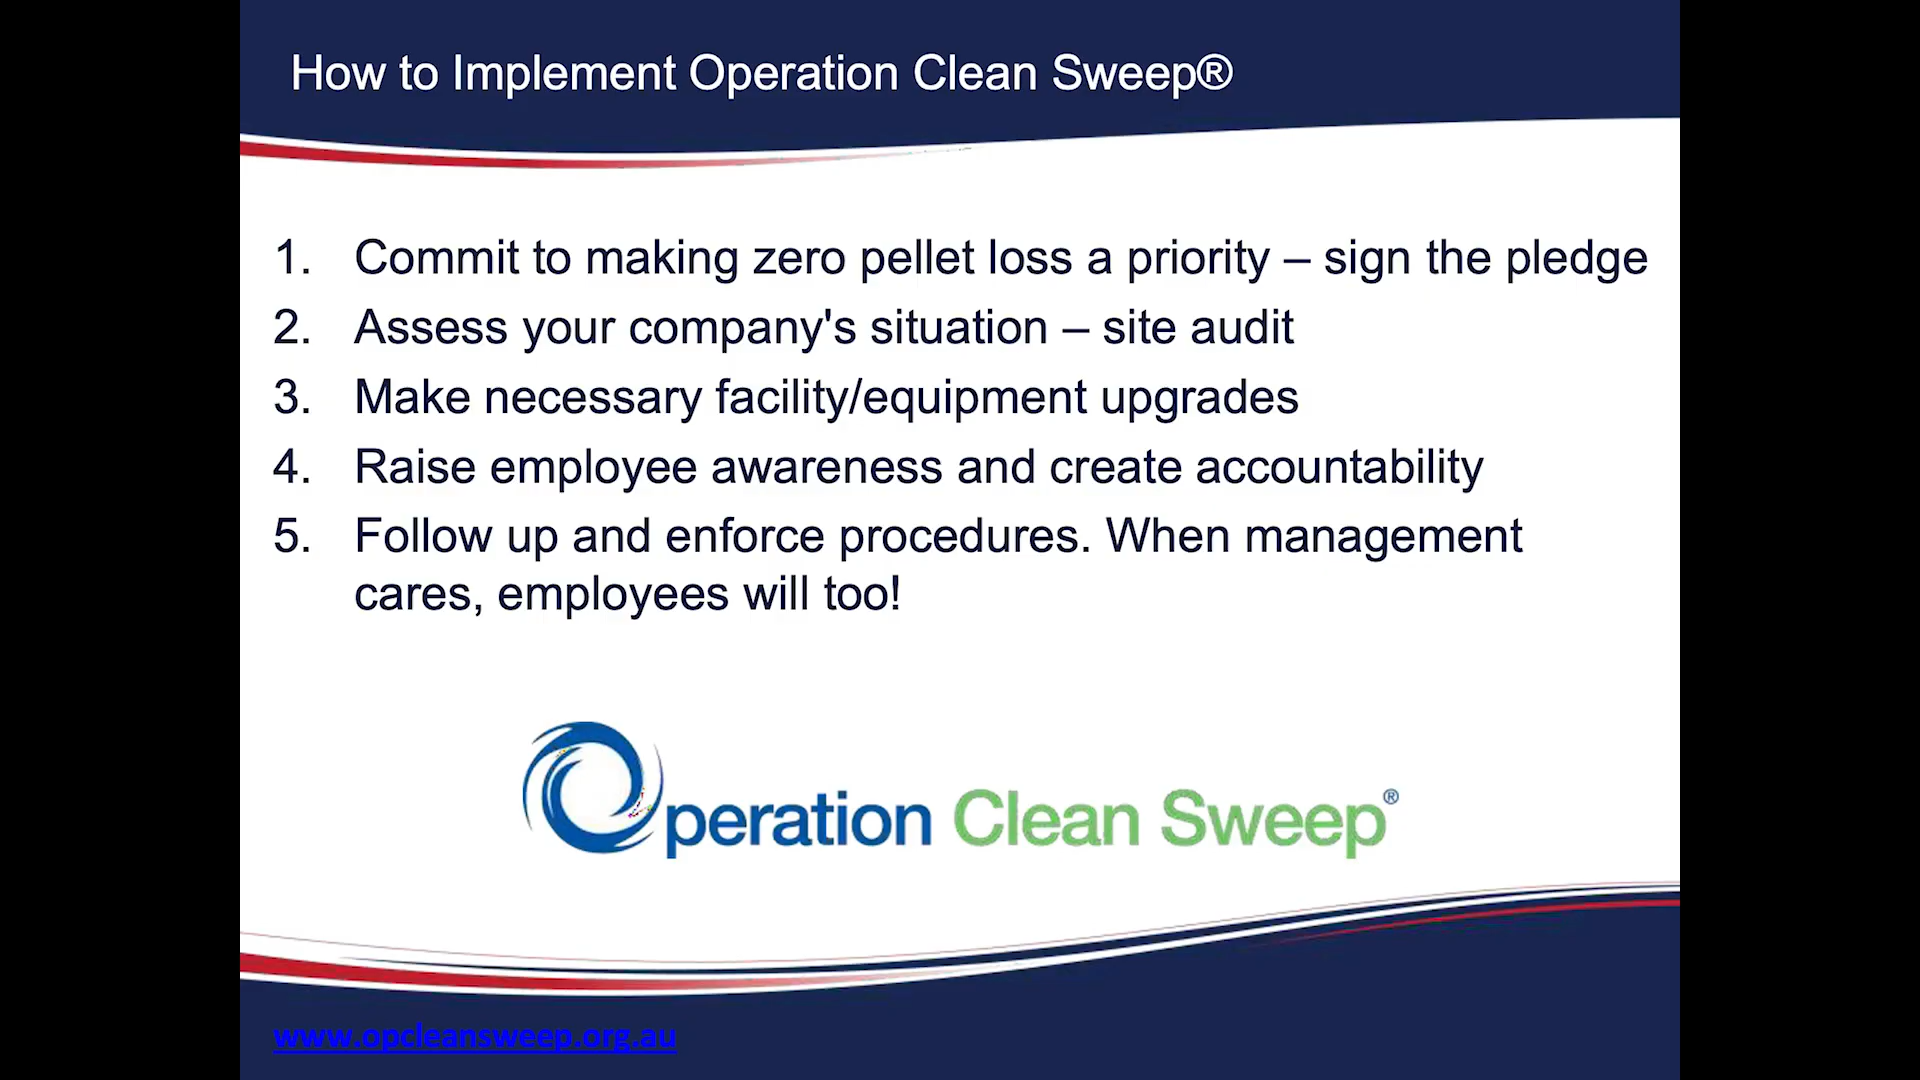 How to Implement Operation Clean Sweep®
1. Commit to making zero pellet loss a priority – sign the pledge
2. Assess your company's situation – site audit
3. Make necessary facility/equipment upgrades
4. Raise employee awareness and create accountability
5. Follow up and enforce procedures. When management
cares, employees will too!
Operation Clean Sweep®
www.opcleansweep.org.au